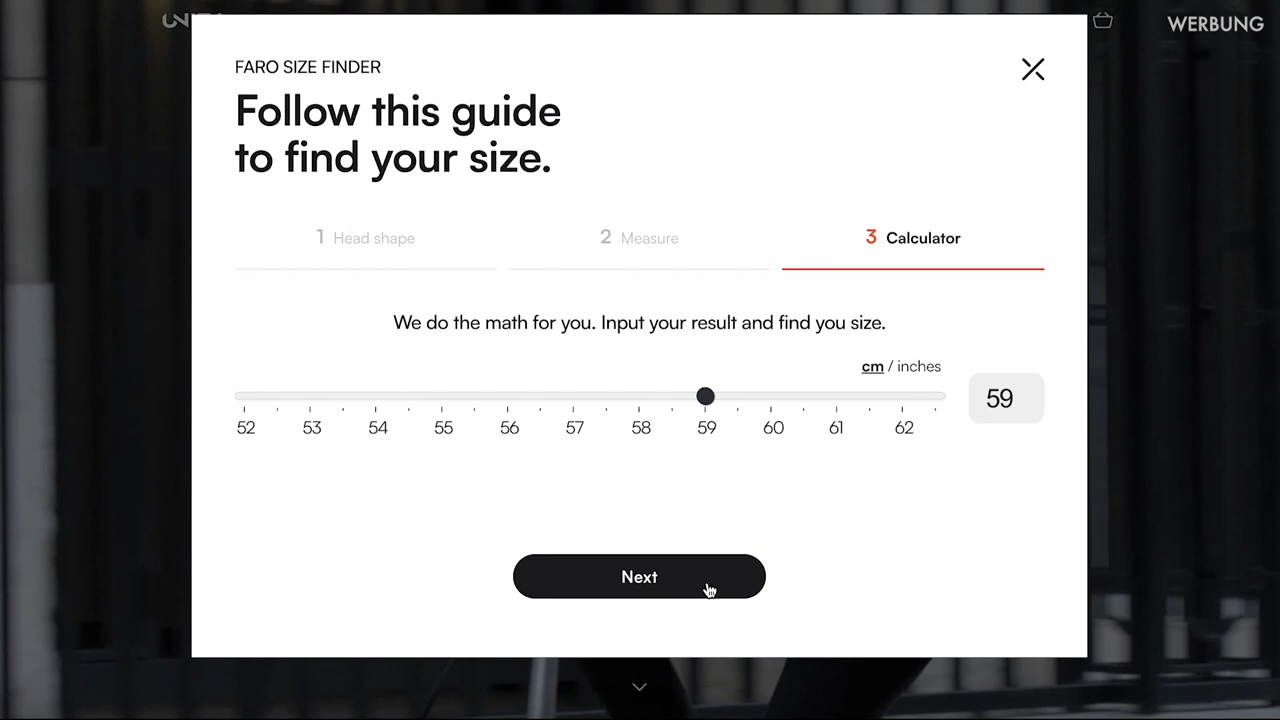 WERBUNG
FARO SIZE FINDER
Follow this guide
to find your size.
1 Head shape
2 Measure
3 Calculator
We do the math for you. Input your result and find you size.
cm / inches
59
52 53 54 55 56 57 58 59 60 61 62
Next